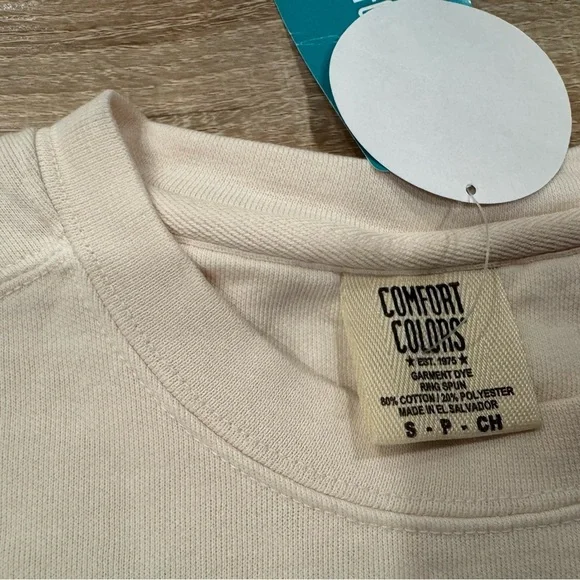 COMFORT
COLORS
★ EST. 1975 ★
GARMENT DYE
RING SPUN
80% COTTON / 20% POLYESTER
MADE IN EL SALVADOR
S - P - CH